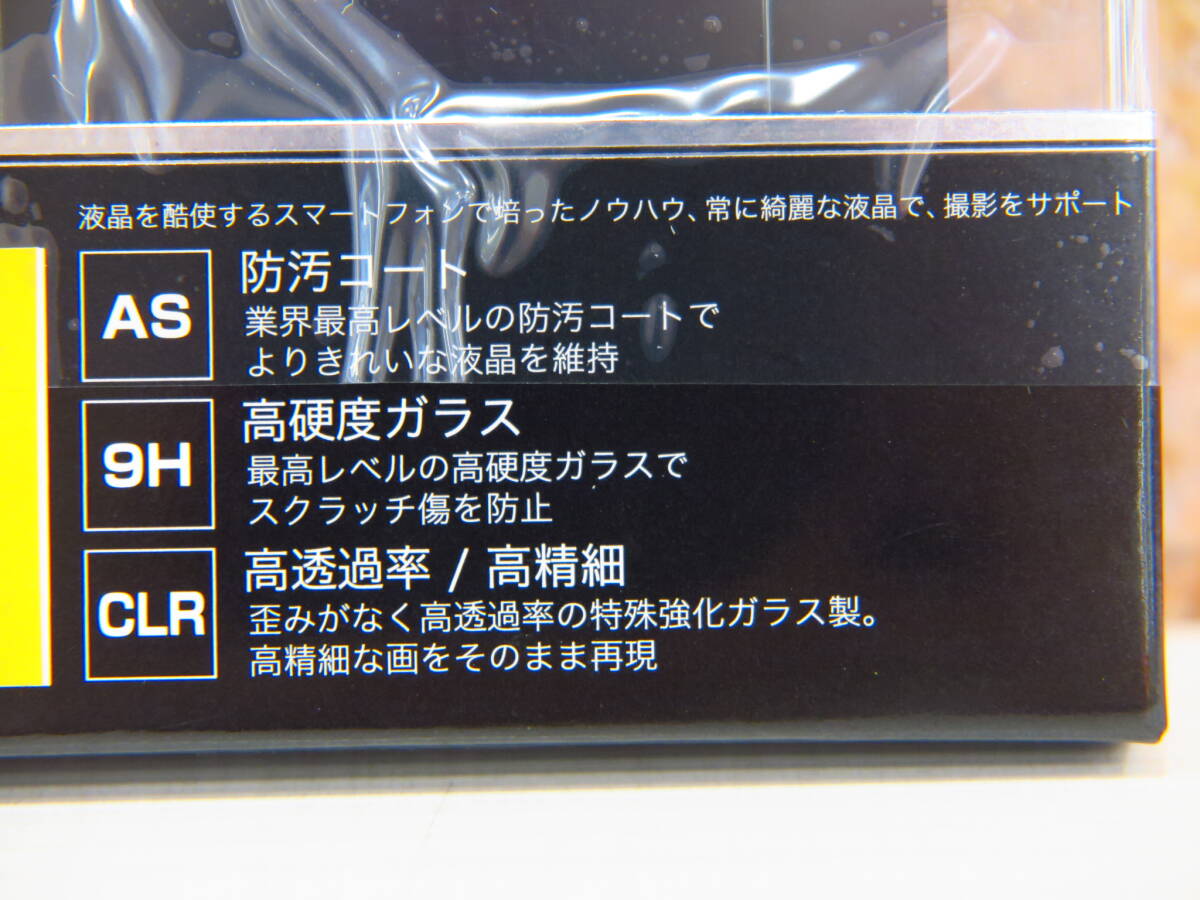 液晶を酷使するスマートフォンで培ったノウハウ、常に綺麗な液晶で、撮影をサポート
AS
防汚コート
業界最高レベルの防汚コートで
よりきれいな液晶を維持
9H
高硬度ガラス
最高レベルの高硬度ガラスで
スクラッチ傷を防止
CLR
高透過率 / 高精細
歪みがなく高透過率の特殊強化ガラス製。
高精細な画をそのまま再現